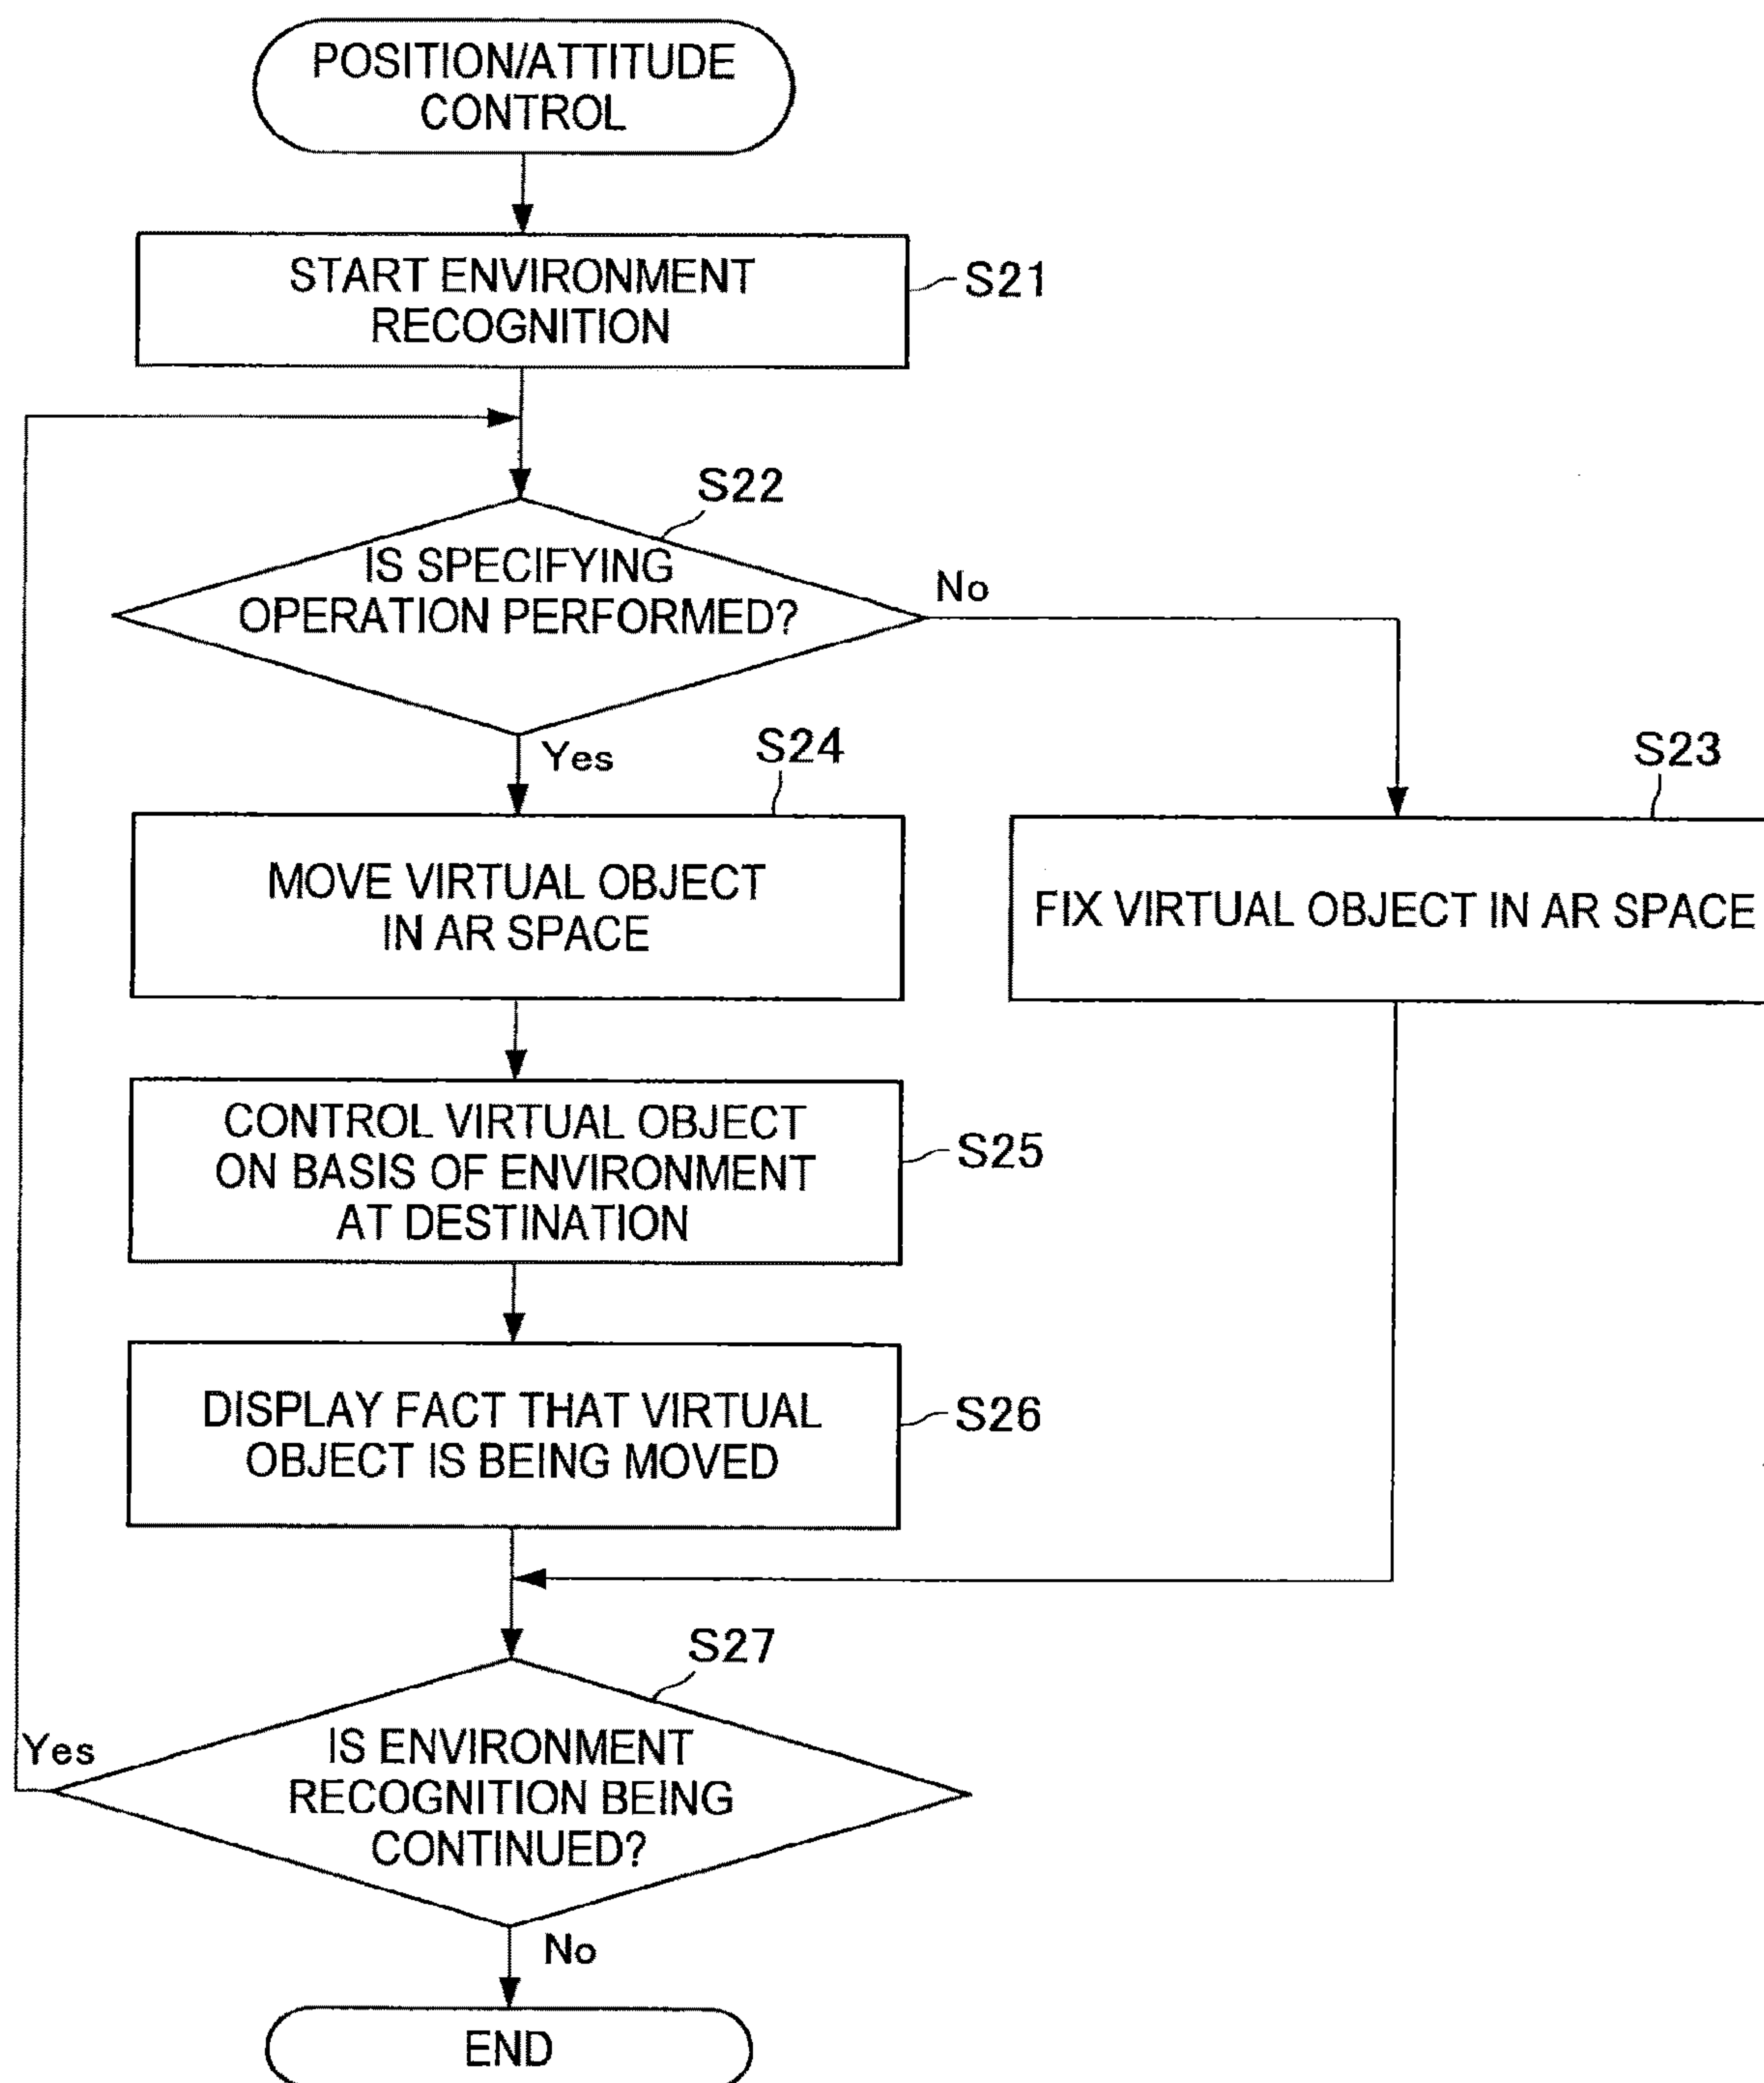 POSITION/ATTITUDE
CONTROL
START ENVIRONMENT
RECOGNITION
S21
S22
IS SPECIFYING
OPERATION PERFORMED?
No
Yes
S24
S23
MOVE VIRTUAL OBJECT
IN AR SPACE
FIX VIRTUAL OBJECT IN AR SPACE
CONTROL VIRTUAL OBJECT
ON BASIS OF ENVIRONMENT
AT DESTINATION
S25
DISPLAY FACT THAT VIRTUAL
OBJECT IS BEING MOVED
S26
S27
Yes
IS ENVIRONMENT
RECOGNITION BEING
CONTINUED?
No
END